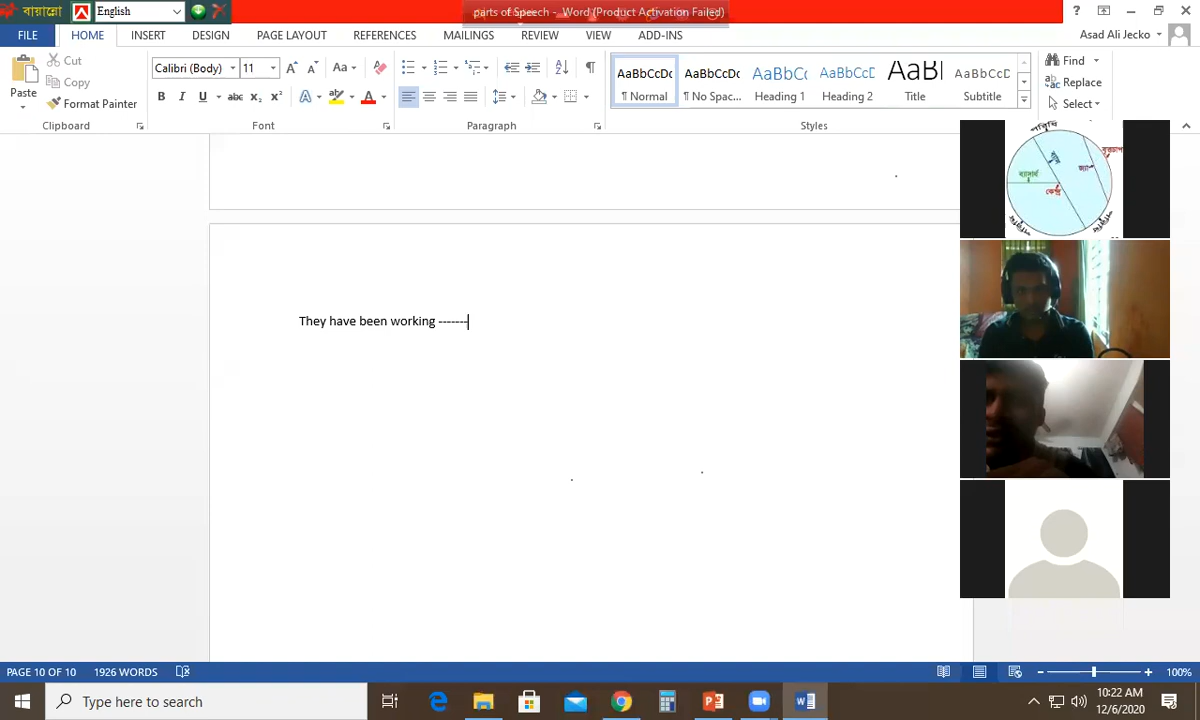 বায়ান্নো English parts of Speech - Word (Product Activation Failed)
FILE HOME INSERT DESIGN PAGE LAYOUT REFERENCES MAILINGS REVIEW VIEW ADD-INS Asad Ali Jecko
Cut
Copy
Format Painter
Paste
Clipboard
Calibri (Body) 11
Font
Paragraph
AaBbCcDc AaBbCcDc AaBbCc AaBbCcD AaBb AaBbCcD
¶ Normal ¶ No Spac... Heading 1 Heading 2 Title Subtitle
Styles
Find
Replace
Select
ব্যাস
জ্যা
ব্যাসার্ধ
কেন্দ্র
They have been working -------
PAGE 10 OF 10 1926 WORDS 100%
Type here to search
10:22 AM
12/6/2020